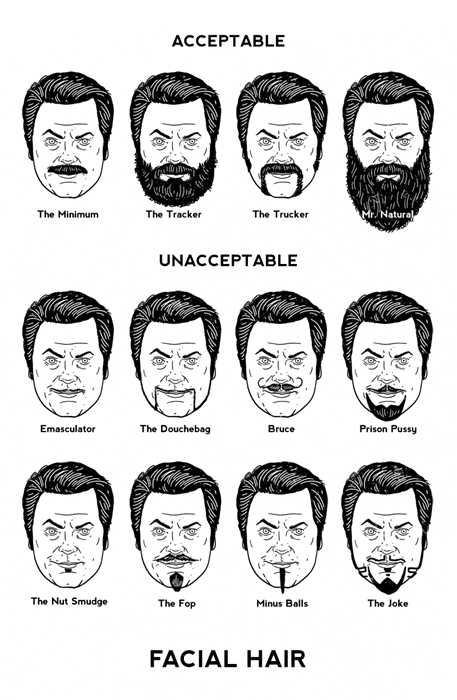 ACCEPTABLE
The Minimum
The Tracker
The Trucker
Mr. Natural
UNACCEPTABLE
Emasculator
The Douchebag
Bruce
Prison Pussy
The Nut Smudge
The Fop
Minus Balls
The Joke
FACIAL HAIR